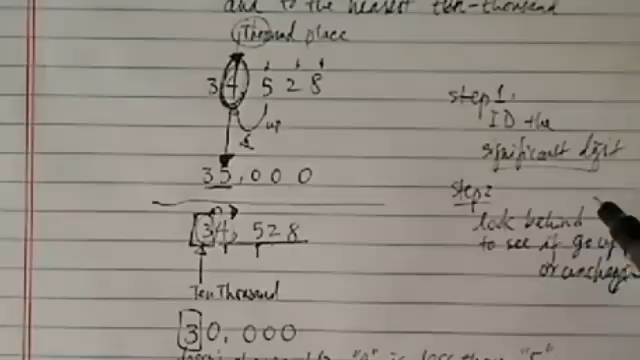 and to the nearest ten-thousand
Thousand place
34 528
up
35,000
34,528
Ten Thousand
30,000
step 1.
ID the
significant digit
step 2
look behind
to see if go up
or unchang
is less than "5"